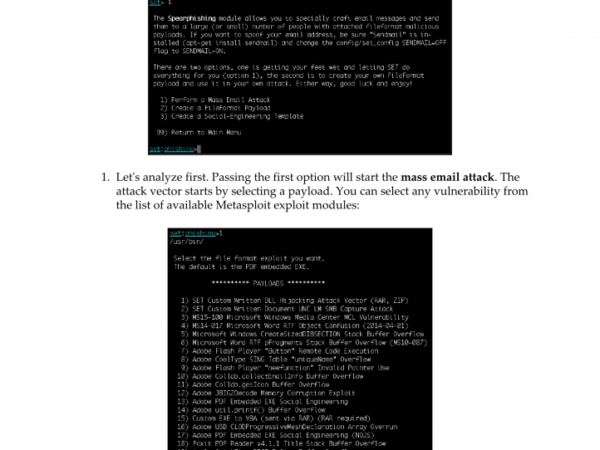 set> 1
The Spearphishing module allows you to specially craft email messages and send
them to a large (or small) number of people with attached fileformat malicious
payloads. If you want to spoof your email address, be sure "Sendmail" is in-
stalled (apt-get install sendmail) and change the config/set_config SENDMAIL=OFF
flag to SENDMAIL=ON.
There are two options, one is getting your feet wet and letting SET do
everything for you (option 1), the second is to create your own FileFormat
payload and use it in your own attack. Either way, good luck and enjoy!
1) Perform a Mass Email Attack
2) Create a FileFormat Payload
3) Create a Social-Engineering Template
99) Return to Main Menu
set:phishing>
1. Let's analyze first. Passing the first option will start the mass email attack. The
attack vector starts by selecting a payload. You can select any vulnerability from
the list of available Metasploit exploit modules:
set:phishing>1
/usr/bin/
Select the file format exploit you want.
The default is the PDF embedded EXE.
********** PAYLOADS **********
1) SET Custom Written DLL Hijacking Attack Vector (RAR, ZIP)
2) SET Custom Written Document UNC LM SMB Capture Attack
3) MS15-100 Microsoft Windows Media Center MCL Vulnerability
4) MS14-017 Microsoft Word RTF Object Confusion (2014-04-01)
5) Microsoft Windows CreateSizedDIBSECTION Stack Buffer Overflow
6) Microsoft Word RTF pFragments Stack Buffer Overflow (MS10-087)
7) Adobe Flash Player "Button" Remote Code Execution
8) Adobe CoolType SING Table "uniqueName" Overflow
9) Adobe Flash Player "newfunction" Invalid Pointer Use
10) Adobe Collab.collectEmailInfo Buffer Overflow
11) Adobe Collab.getIcon Buffer Overflow
12) Adobe JBIG2Decode Memory Corruption Exploit
13) Adobe PDF Embedded EXE Social Engineering
14) Adobe util.printf() Buffer Overflow
15) Custom EXE to VBA (sent via RAR) (RAR required)
16) Adobe U3D CLODProgressiveMeshDeclaration Array Overrun
17) Adobe PDF Embedded EXE Social Engineering (NOJS)
18) Foxit PDF Reader v4.1.1 Title Stack Buffer Overflow